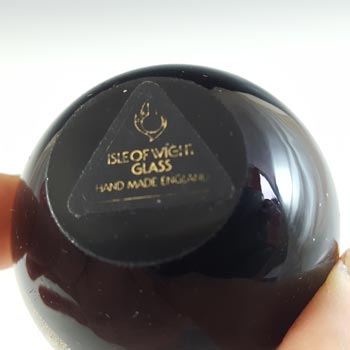 ISLE OF WIGHT
GLASS
HAND MADE ENGLAND